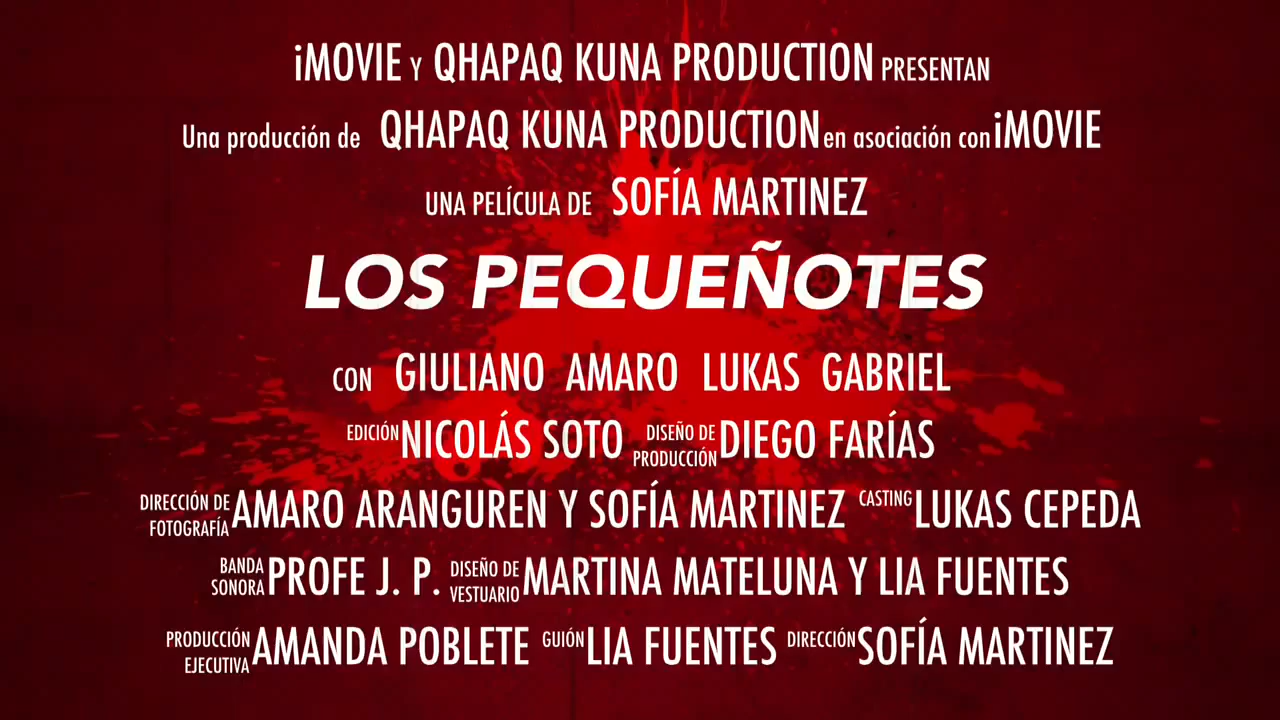 iMOVIE Y QHAPAQ KUNA PRODUCTION PRESENTAN
Una producción de QHAPAQ KUNA PRODUCTION en asociación con iMOVIE
UNA PELÍCULA DE SOFÍA MARTINEZ
LOS PEQUEÑOTES
CON GIULIANO AMARO LUKAS GABRIEL
EDICIÓN NICOLÁS SOTO DISEÑO DE PRODUCCIÓN DIEGO FARÍAS
DIRECCIÓN DE FOTOGRAFÍA AMARO ARANGUREN Y SOFÍA MARTINEZ CASTING LUKAS CEPEDA
BANDA SONORA PROFE J. P. DISEÑO DE VESTUARIO MARTINA MATELUNA Y LIA FUENTES
PRODUCCIÓN EJECUTIVA AMANDA POBLETE GUIÓN LIA FUENTES DIRECCIÓN SOFÍA MARTINEZ